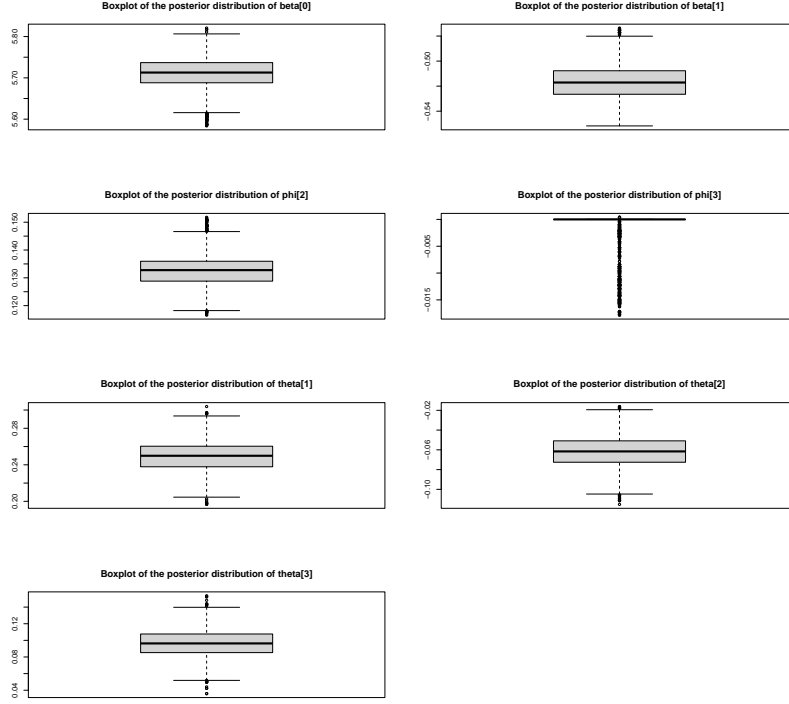 Boxplot of the posterior distribution of beta[0]
5.80
5.70
5.60
Boxplot of the posterior distribution of beta[1]
−0.50
−0.54
Boxplot of the posterior distribution of phi[2]
0.150
0.140
0.130
0.120
Boxplot of the posterior distribution of phi[3]
−0.005
−0.015
Boxplot of the posterior distribution of theta[1]
0.28
0.24
0.20
Boxplot of the posterior distribution of theta[2]
−0.02
−0.06
−0.10
Boxplot of the posterior distribution of theta[3]
0.12
0.08
0.04